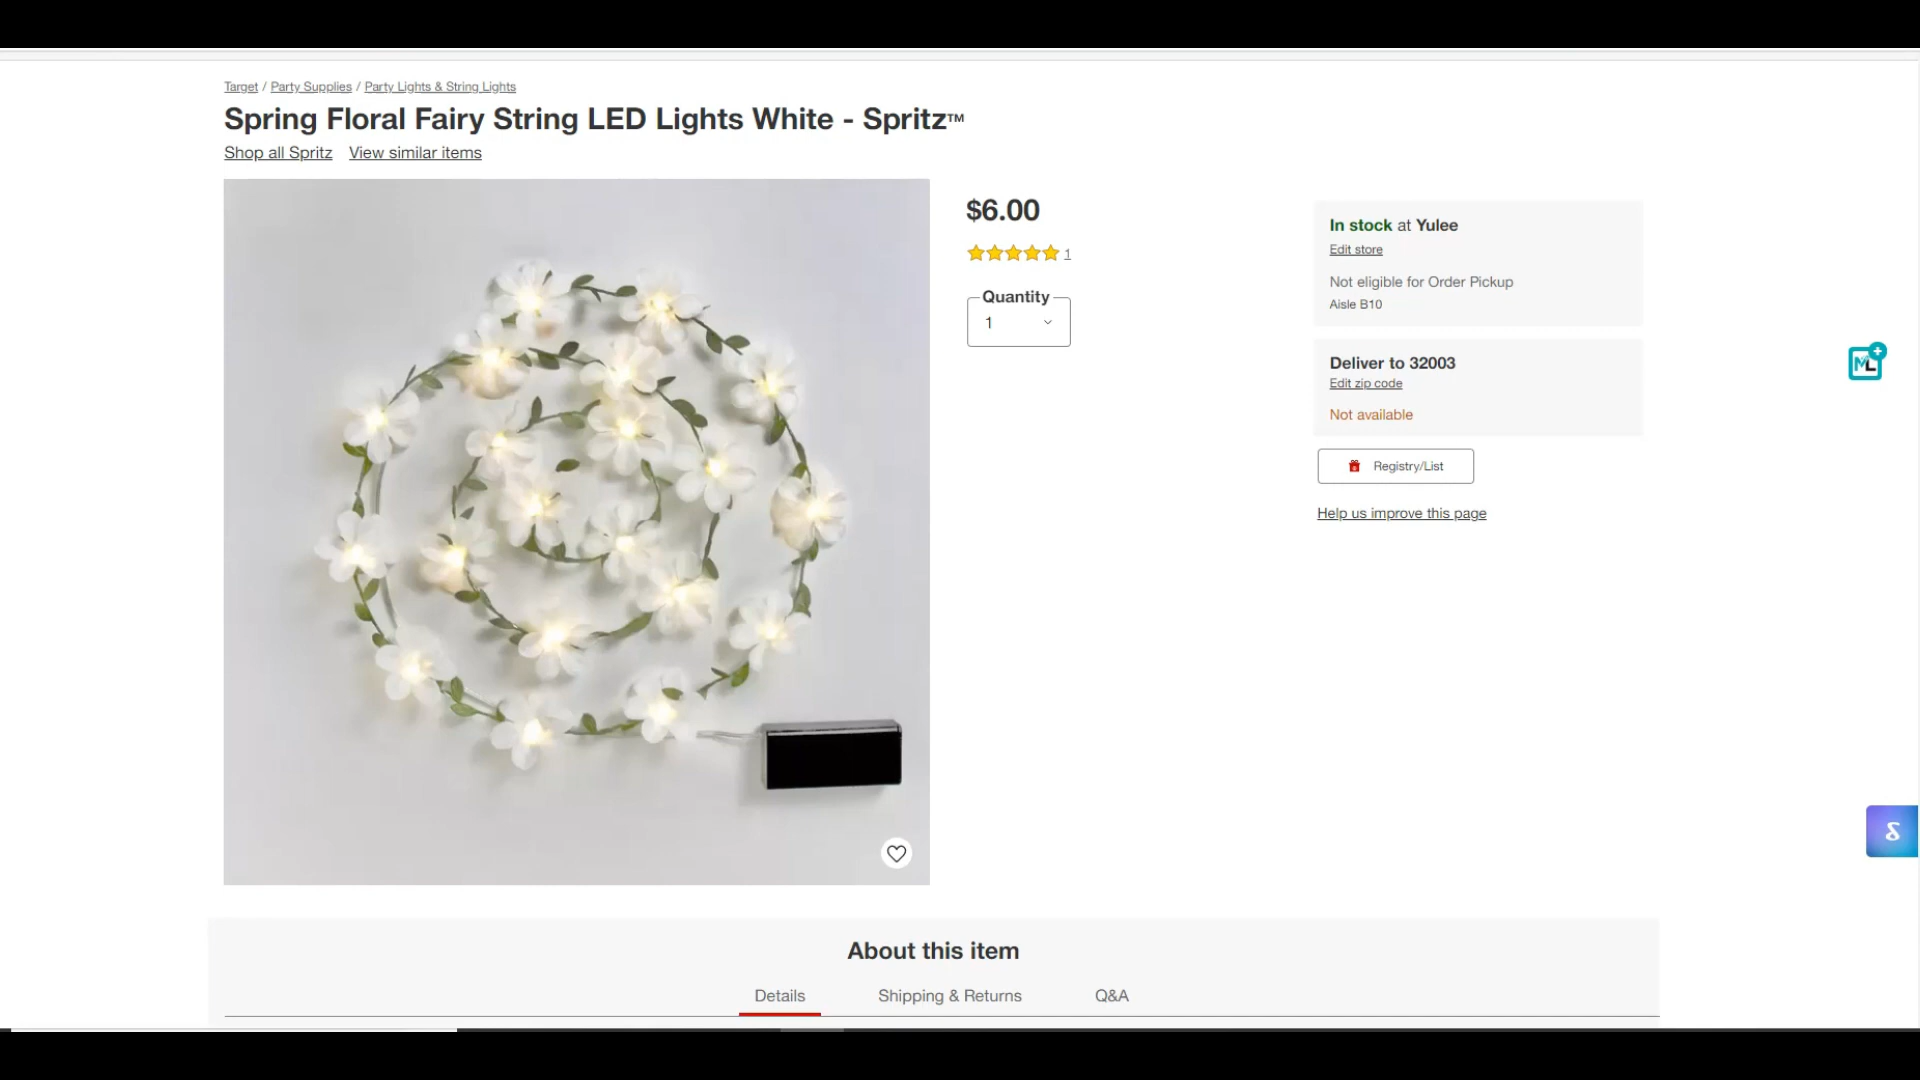 Target / Party Supplies / Party Lights & String Lights
Spring Floral Fairy String LED Lights White - Spritz™
Shop all Spritz View similar items
$6.00
1
Quantity
1
In stock at Yulee
Edit store
Not eligible for Order Pickup
Aisle B10
Deliver to 32003
Edit zip code
Not available
Registry/List
Help us improve this page
ML
About this item
Details Shipping & Returns Q&A